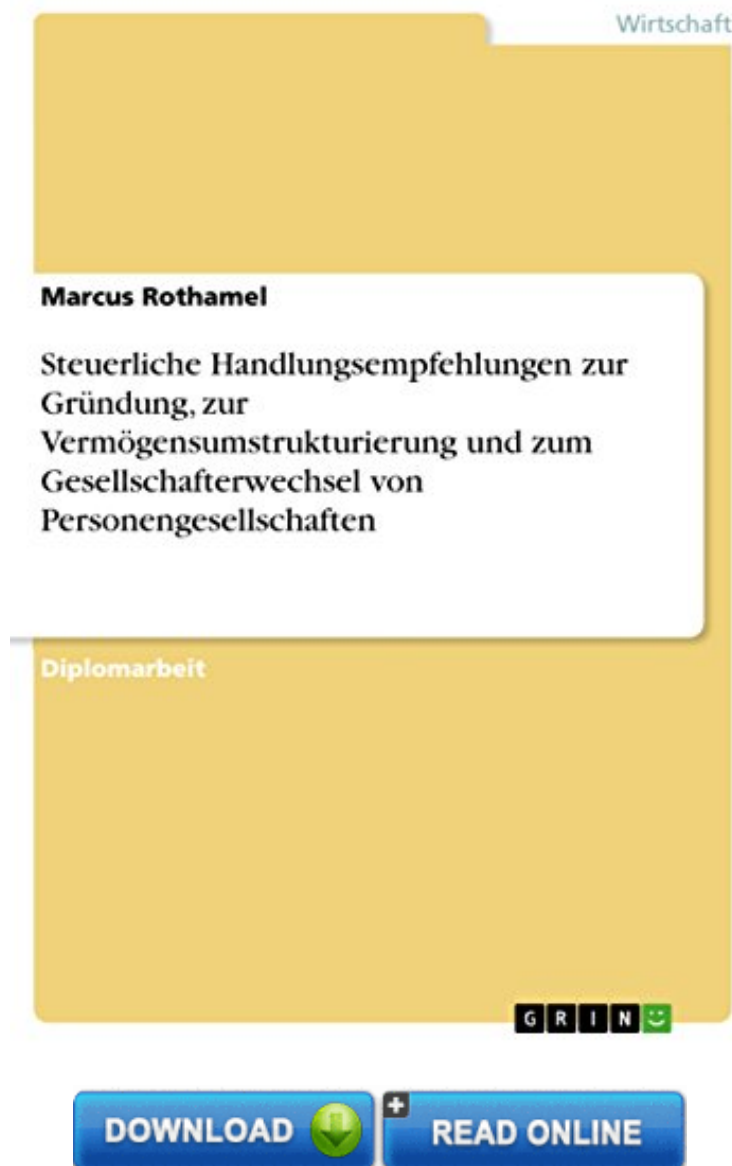 Wirtschaft
Marcus Rothamel
Steuerliche Handlungsempfehlungen zur
Gründung, zur
Vermögensumstrukturierung und zum
Gesellschafterwechsel von
Personengesellschaften
Diplomarbeit
GRIN
DOWNLOAD
READ ONLINE